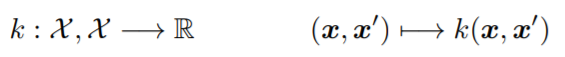 k : 𝒳, 𝒳 ⟶ ℝ (𝒙, 𝒙′) ⟼ k(𝒙, 𝒙′)